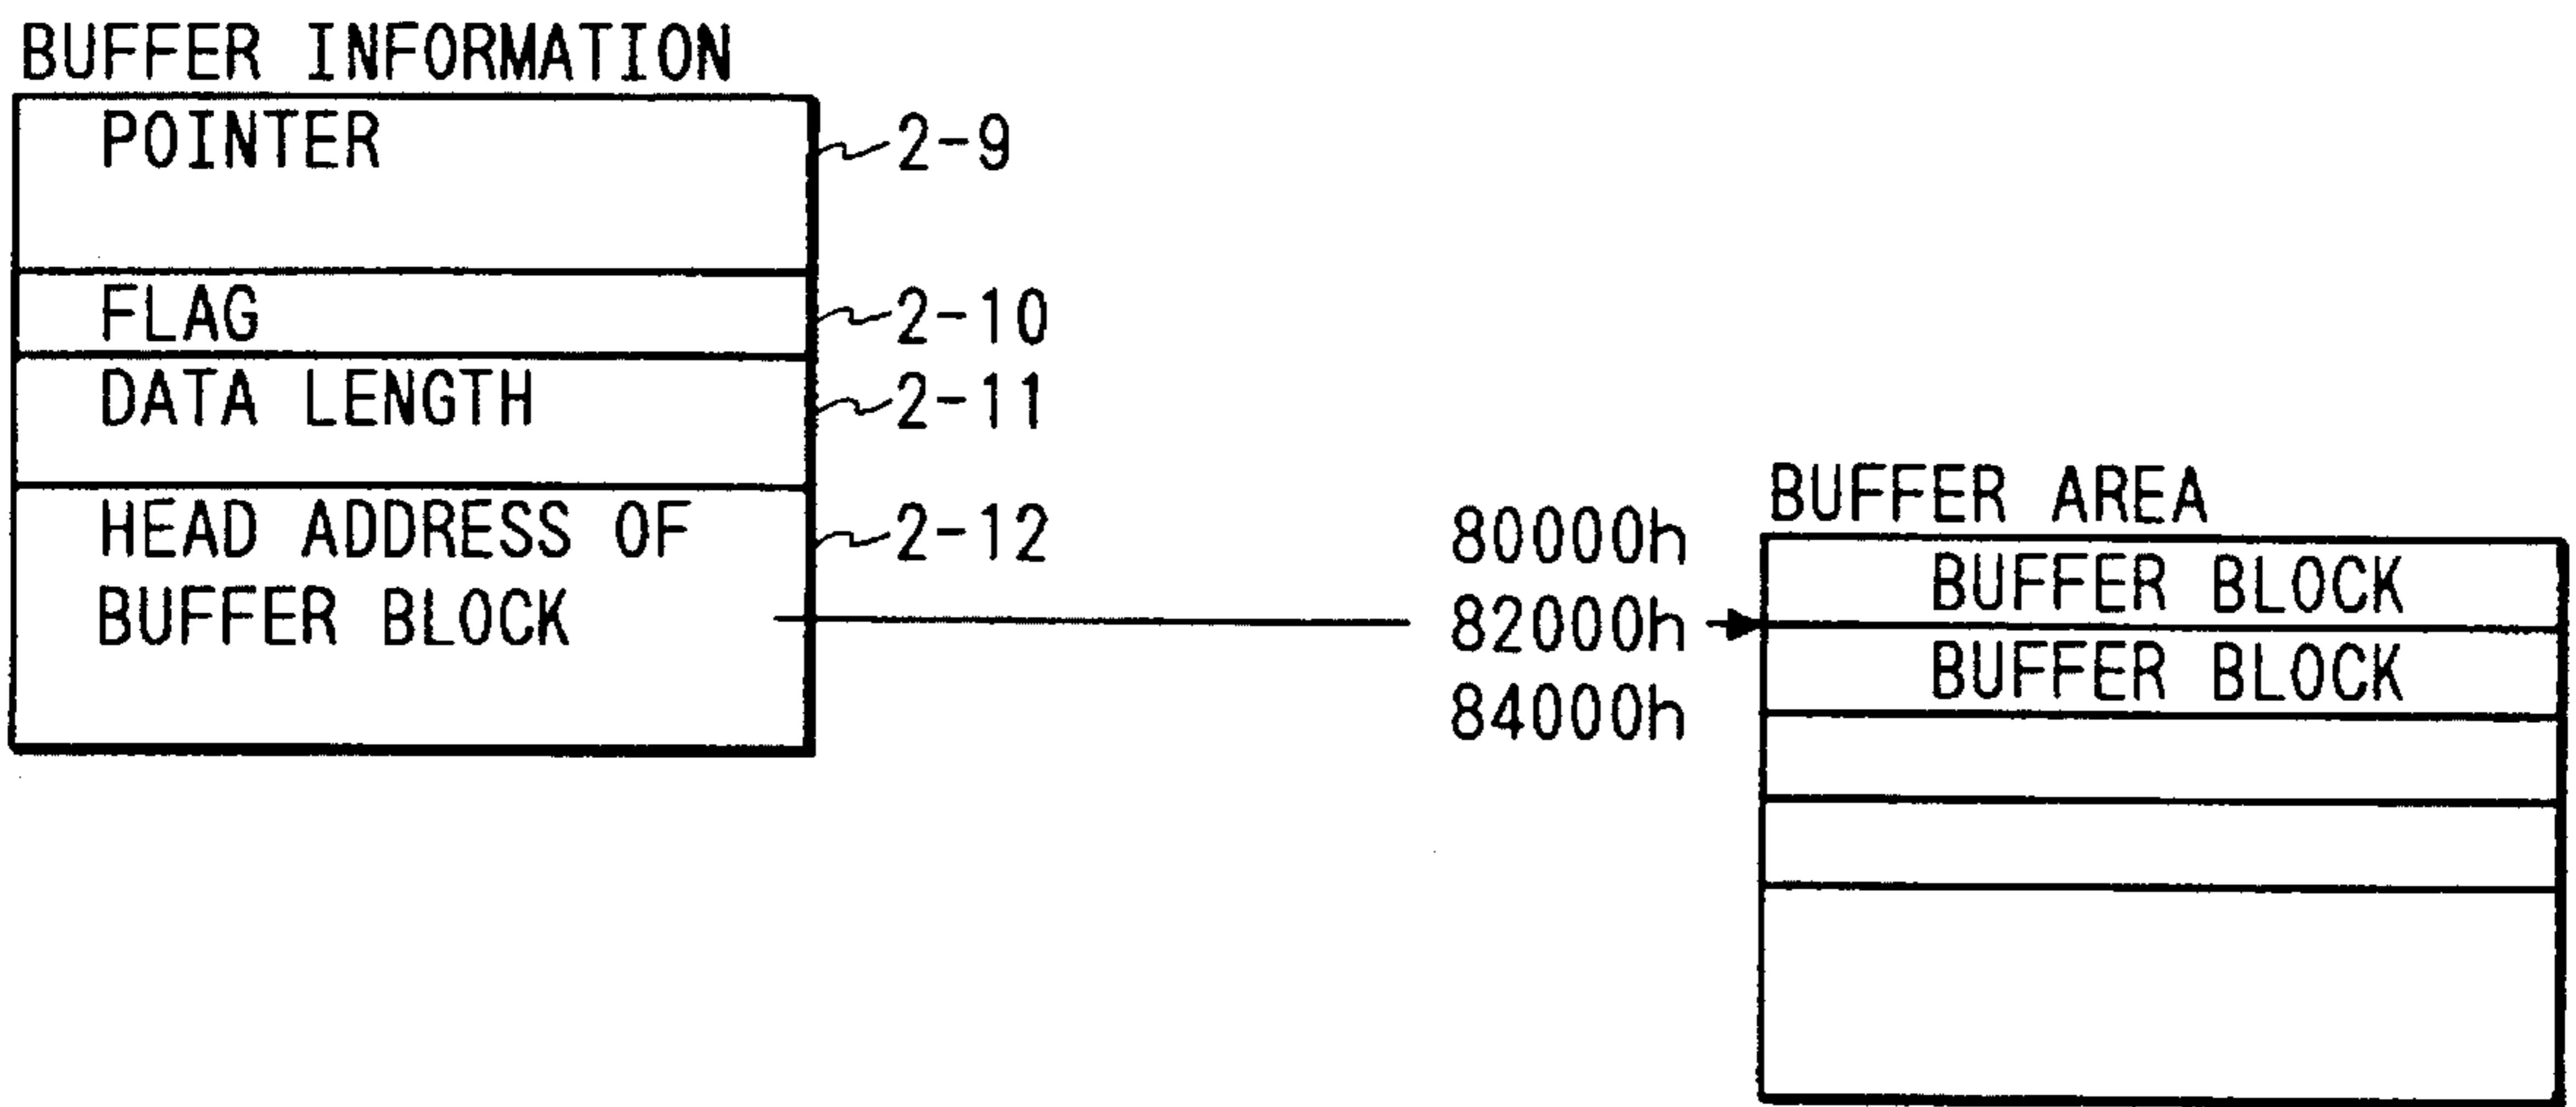 BUFFER INFORMATION
POINTER
2-9
FLAG
2-10
DATA LENGTH
2-11
HEAD ADDRESS OF
BUFFER BLOCK
2-12
BUFFER AREA
80000h
BUFFER BLOCK
82000h
BUFFER BLOCK
84000h